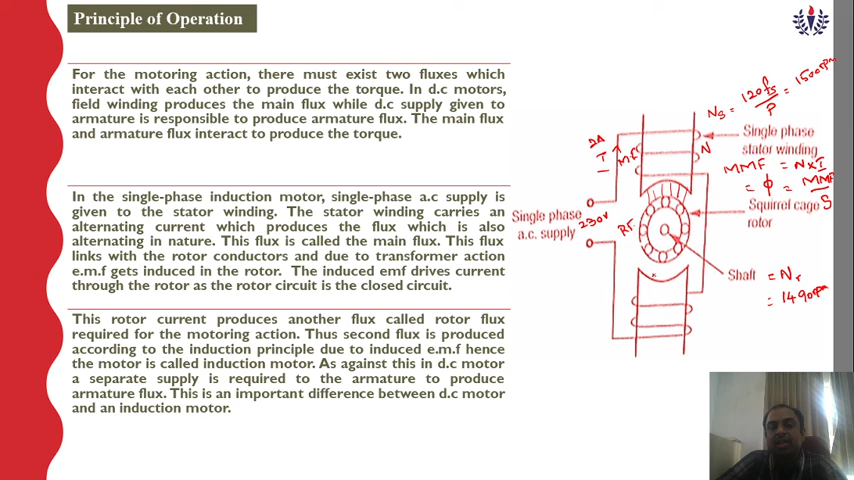 Principle of Operation
For the motoring action, there must exist two fluxes which
interact with each other to produce the torque. In d.c motors,
field winding produces the main flux while d.c supply given to
armature is responsible to produce armature flux. The main flux
and armature flux interact to produce the torque.
In the single-phase induction motor, single-phase a.c supply is
given to the stator winding. The stator winding carries an
alternating current which produces the flux which is also
alternating in nature. This flux is called the main flux. This flux
links with the rotor conductors and due to transformer action
e.m.f gets induced in the rotor. The induced emf drives current
through the rotor as the rotor circuit is the closed circuit.
This rotor current produces another flux called rotor flux
required for the motoring action. Thus second flux is produced
according to the induction principle due to induced e.m.f hence
the motor is called induction motor. As against this in d.c motor
a separate supply is required to the armature to produce
armature flux. This is an important difference between d.c motor
and an induction motor.
Ns = 120fs/P = 1500rpm
Single phase
stator winding
MMF = N×I
= ϕ = MMF/S
Squirrel cage
rotor
MF
N
RF
Single phase
a.c. supply
230V
Shaft = Nr
= 1490rpm